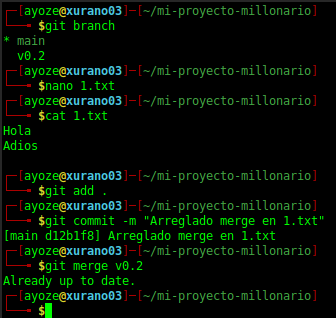 ┌─[ayoze@xurano03]─[~/mi-proyecto-millonario]
└──╼ $git branch
* main
  v0.2
┌─[ayoze@xurano03]─[~/mi-proyecto-millonario]
└──╼ $nano 1.txt
┌─[ayoze@xurano03]─[~/mi-proyecto-millonario]
└──╼ $cat 1.txt
Hola
Adios
┌─[ayoze@xurano03]─[~/mi-proyecto-millonario]
└──╼ $git add .
┌─[ayoze@xurano03]─[~/mi-proyecto-millonario]
└──╼ $git commit -m "Arreglado merge en 1.txt"
[main d12b1f8] Arreglado merge en 1.txt
┌─[ayoze@xurano03]─[~/mi-proyecto-millonario]
└──╼ $git merge v0.2
Already up to date.
┌─[ayoze@xurano03]─[~/mi-proyecto-millonario]
└──╼ $